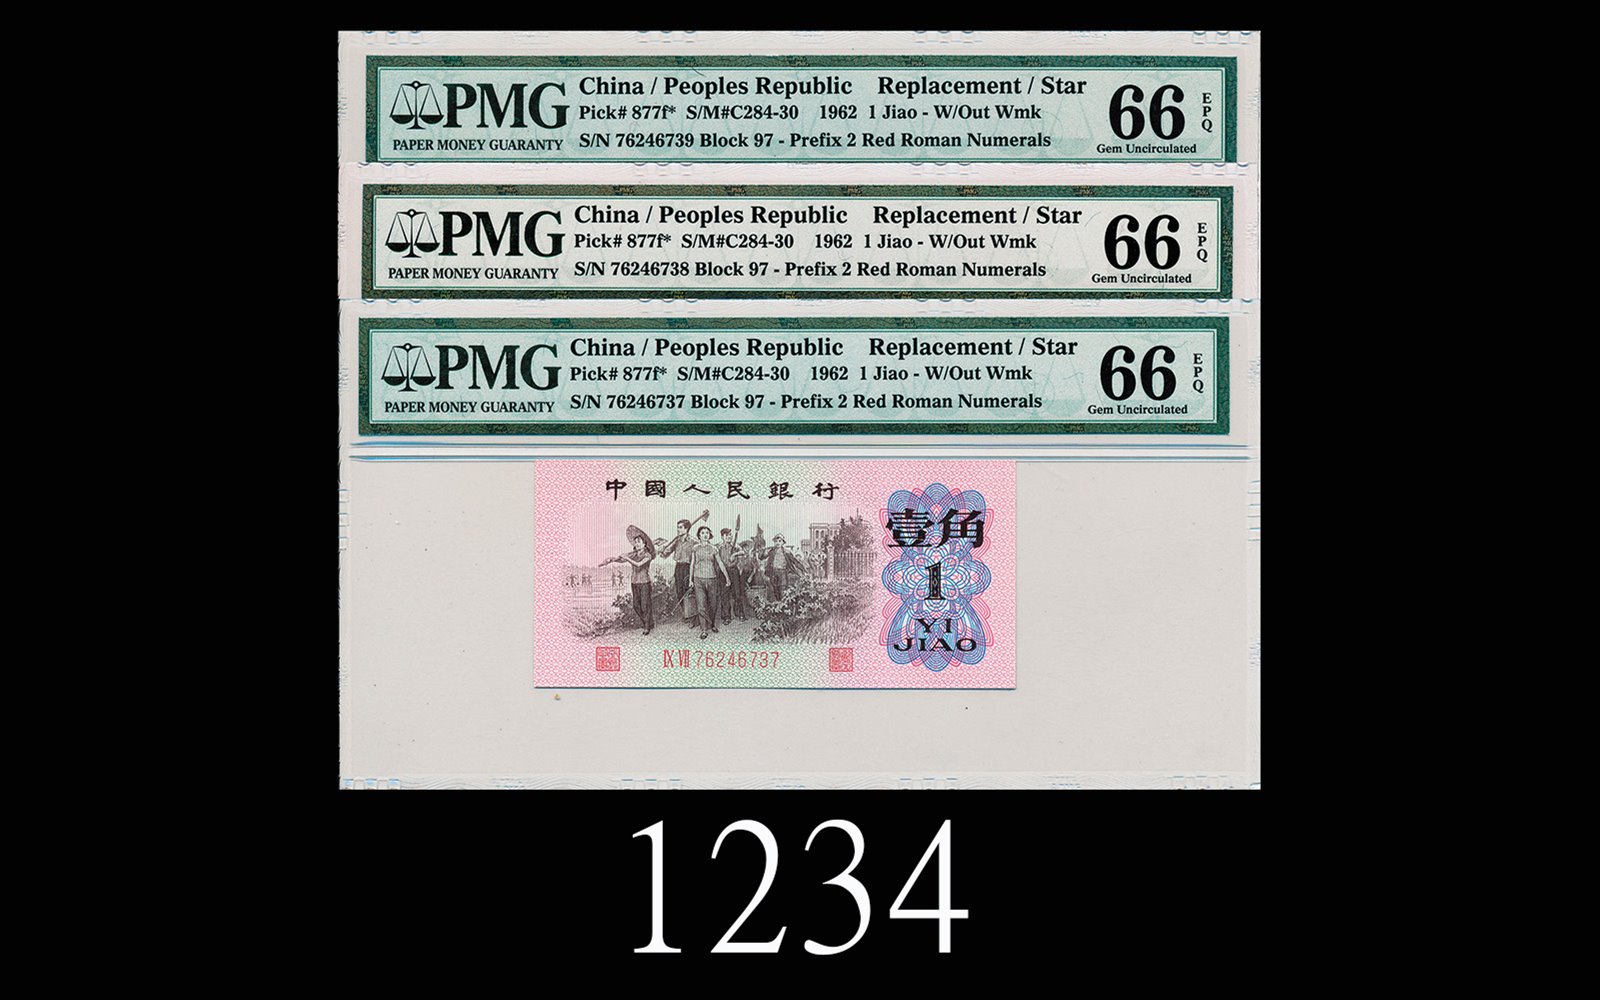 PMG
PAPER MONEY GUARANTY
China / Peoples Republic Replacement / Star
Pick# 877f* S/M#C284-30 1962 1 Jiao - W/Out Wmk
S/N 76246739 Block 97 - Prefix 2 Red Roman Numerals
66 EPQ
Gem Uncirculated
PMG
PAPER MONEY GUARANTY
China / Peoples Republic Replacement / Star
Pick# 877f* S/M#C284-30 1962 1 Jiao - W/Out Wmk
S/N 76246738 Block 97 - Prefix 2 Red Roman Numerals
66 EPQ
Gem Uncirculated
PMG
PAPER MONEY GUARANTY
China / Peoples Republic Replacement / Star
Pick# 877f* S/M#C284-30 1962 1 Jiao - W/Out Wmk
S/N 76246737 Block 97 - Prefix 2 Red Roman Numerals
66 EPQ
Gem Uncirculated
中國人民銀行
壹角
1
YI
JIAO
IX VII 76246737
1234